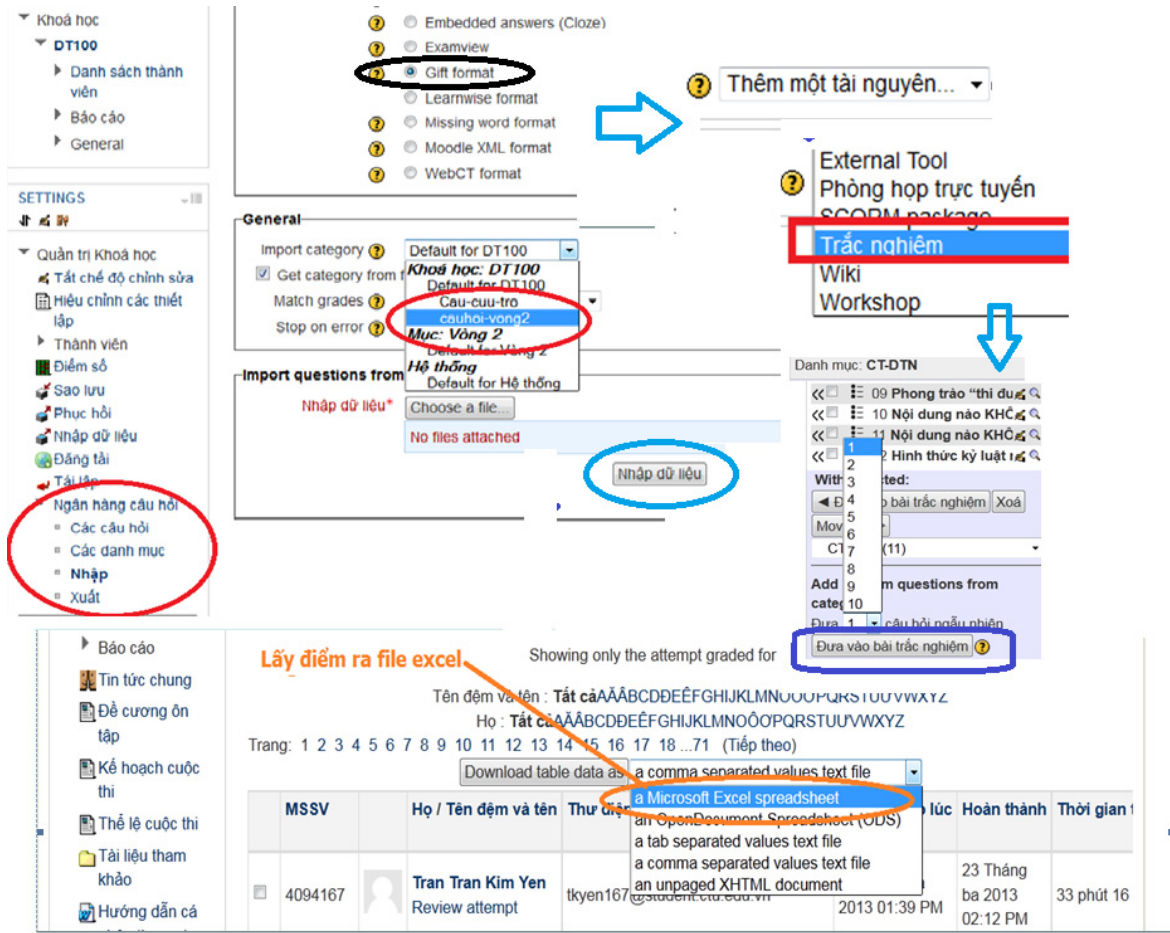 Khoá học
DT100
Danh sách thành
viên
Báo cáo
General
SETTINGS
Quản trị Khoá học
Tắt chế độ chỉnh sửa
Hiệu chỉnh các thiết
lập
Thành viên
Điểm số
Sao lưu
Phục hồi
Nhập dữ liệu
Đăng tải
Tái lập
Ngân hàng câu hỏi
Các câu hỏi
Các danh mục
Nhập
Xuất
Embedded answers (Cloze)
Examview
Gift format
Learnwise format
Missing word format
Moodle XML format
WebCT format
General
Import category
Default for DT100
Get category from f
Match grades
Stop on error
Khoá học: DT100
Default for DT100
Cau-cuu-tro
cauhoi-vong2
Mục: Vòng 2
Default for Vòng 2
Hệ thống
Default for Hệ thống
Import questions from
Nhập dữ liệu*
Choose a file...
No files attached
Nhập dữ liệu
Thêm một tài nguyên...
External Tool
Phòng họp trực tuyến
SCORM package
Trắc nghiệm
Wiki
Workshop
Danh mục: CT-DTN
09 Phong trào “thi đu
10 Nội dung nào KHÔ
11 Nội dung nào KHÔ
2 Hình thức kỷ luật
With cted:
bài trắc nghiệm Xoá
Mov
CT (11)
1
2
3
4
5
6
7
8
9
10
Add m questions from
categ
Đưa 1 câu hỏi ngẫu nhiên
Đưa vào bài trắc nghiệm
Báo cáo
Tin tức chung
Đề cương ôn
tập
Kế hoạch cuộc
thi
Thể lệ cuộc thi
Tài liệu tham
khảo
Hướng dẫn cá
Lấy điểm ra file excel
Showing only the attempt graded for
Tên đệm và tên : Tất cả AĂÂBCDĐEÊFGHIJKLMNOÔƠPQRSTUƯVWXYZ
Họ : Tất cả AĂÂBCDĐEÊFGHIJKLMNOÔƠPQRSTUƯVWXYZ
Trang: 1 2 3 4 5 6 7 8 9 10 11 12 13 14 15 16 17 18 ...71 (Tiếp theo)
Download table data as a comma separated values text file
a Microsoft Excel spreadsheet
an OpenDocument Spreadsheet (ODS)
a tab separated values text file
a comma separated values text file
an unpaged XHTML document
MSSV Họ / Tên đệm và tên Thư điện lúc Hoàn thành Thời gian t
4094167
Tran Tran Kim Yen
Review attempt
tkyen167@student.ctu.edu.vn
2013 01:39 PM
23 Tháng
ba 2013
02:12 PM
33 phút 16